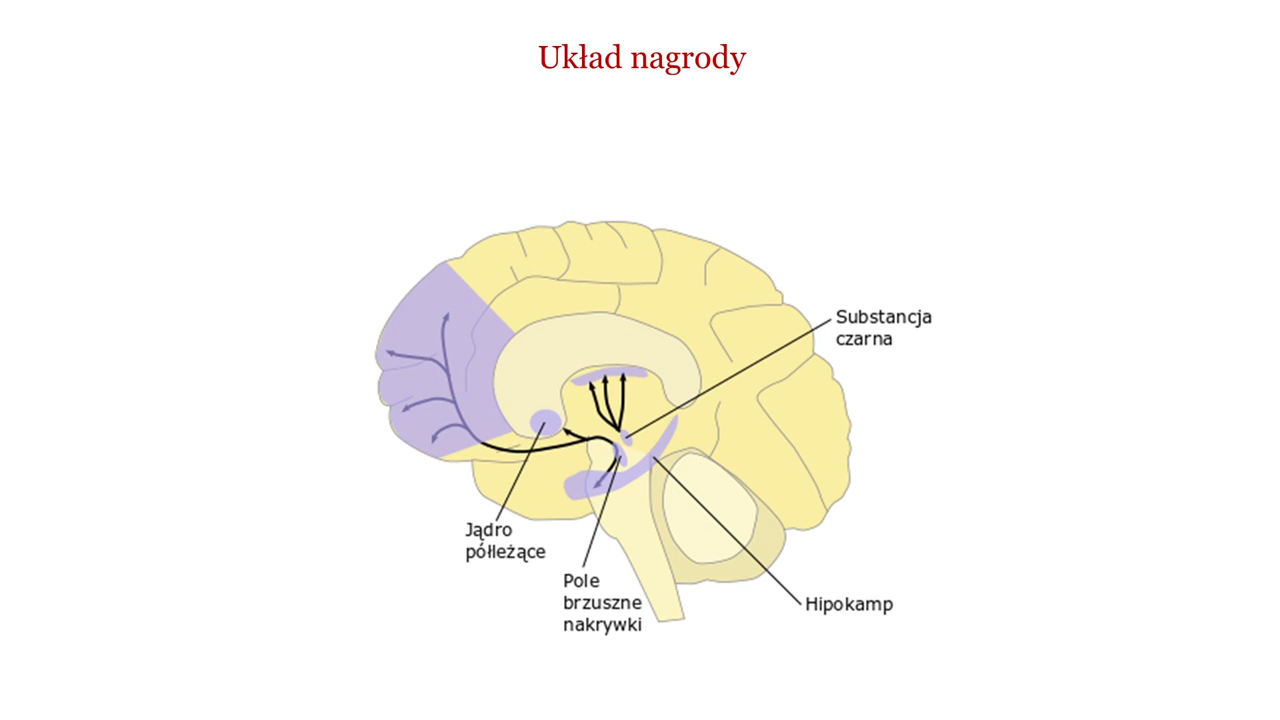 Układ nagrody
Substancja
czarna
Jądro
półleżące
Pole
brzuszne
nakrywki
Hipokamp